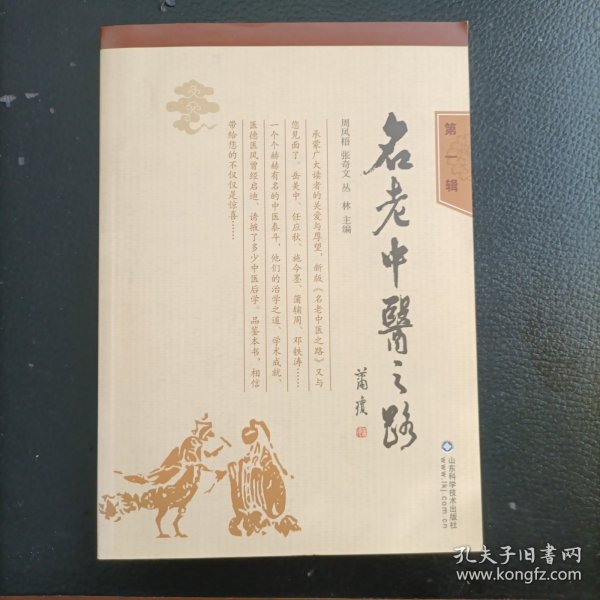 第一辑
名老中醫之路
蕭瓊
周凤梧 张奇文 丛 林 主编
承蒙广大读者的关爱与厚望，新版《名老中医之路》又与
您见面了。岳美中、任应秋、施今墨、蒲辅周、邓铁涛……
一个个赫赫有名的中医泰斗，他们的治学之道、学术成就、
医德医风曾经启迪、诱掖了多少中医后学。品鉴本书，相信
带给您的不仅仅是惊喜……
山东科学技术出版社
www.lkj.com.cn
孔夫子旧书网
www.kongfz.com